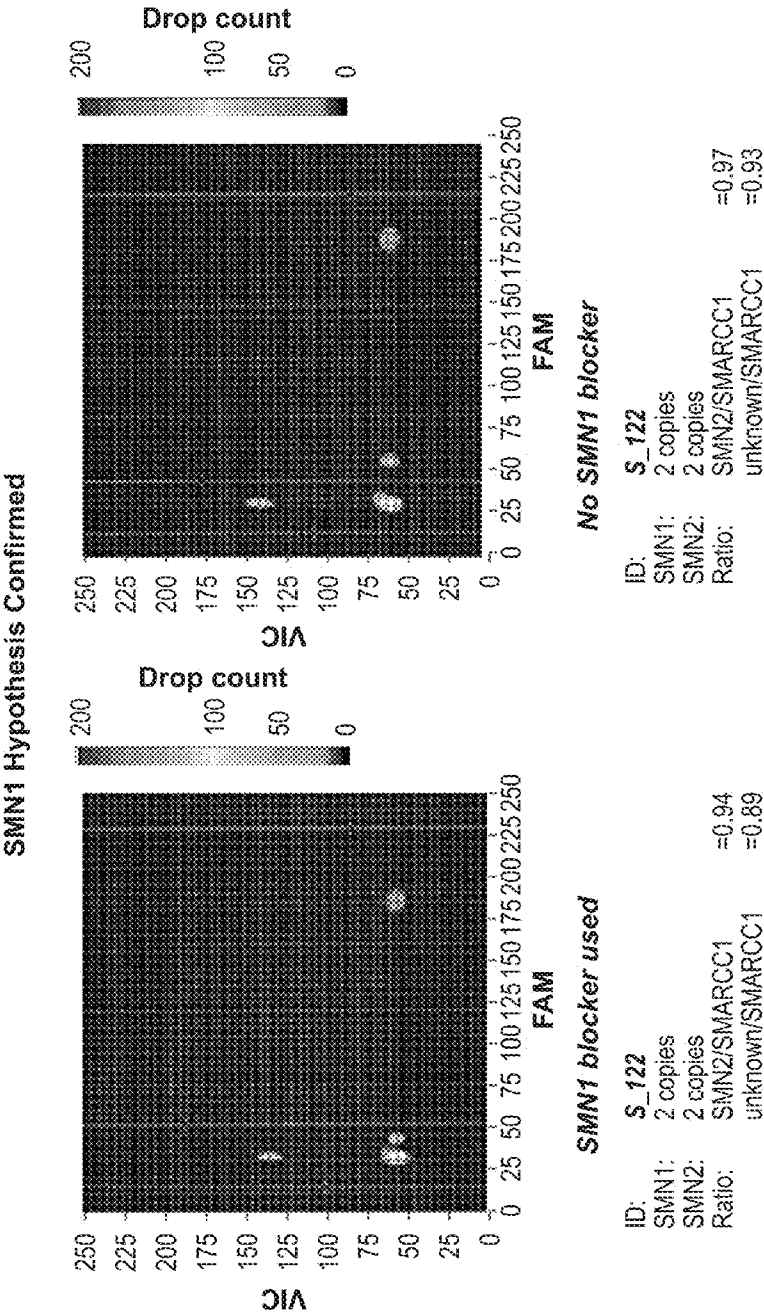 SMN1 Hypothesis Confirmed
VIC
250
225
200
175
150
125
100
75
50
25
0
0 25 50 75 100 125 150 175 200 225 250
FAM
Drop count
200
100
50
0
SMN1 blocker used
ID: S_122
SMN1: 2 copies
SMN2: 2 copies
Ratio: SMN2/SMARCC1 =0.94
unknown/SMARCC1 =0.89
VIC
250
225
200
175
150
125
100
75
50
25
0
0 25 50 75 100 125 150 175 200 225 250
FAM
Drop count
200
100
50
0
No SMN1 blocker
ID: S_122
SMN1: 2 copies
SMN2: 2 copies
Ratio: SMN2/SMARCC1 =0.97
unknown/SMARCC1 =0.93